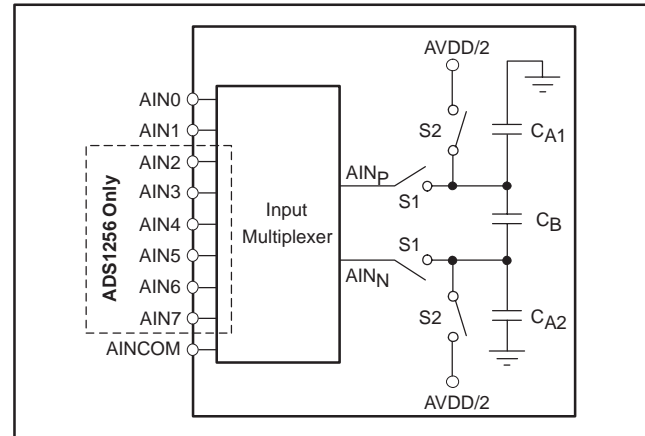 AVDD/2
AIN0
AIN1
AIN2
AIN3
AIN4
AIN5
AIN6
AIN7
AINCOM
ADS1256 Only
Input
Multiplexer
AINP
AINN
S2
S1
S1
S2
CA1
CB
CA2
AVDD/2